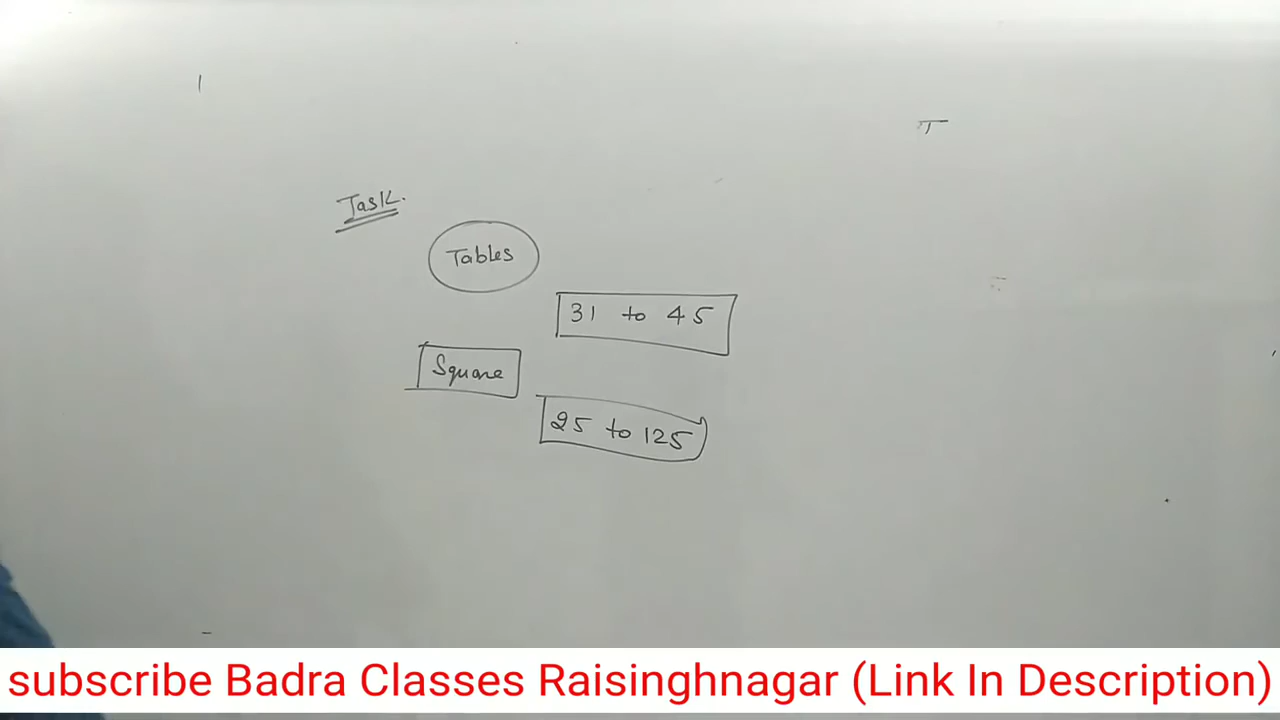 Task.
Tables
31 to 45
Square
25 to 125
subscribe Badra Classes Raisinghnagar (Link In Description)